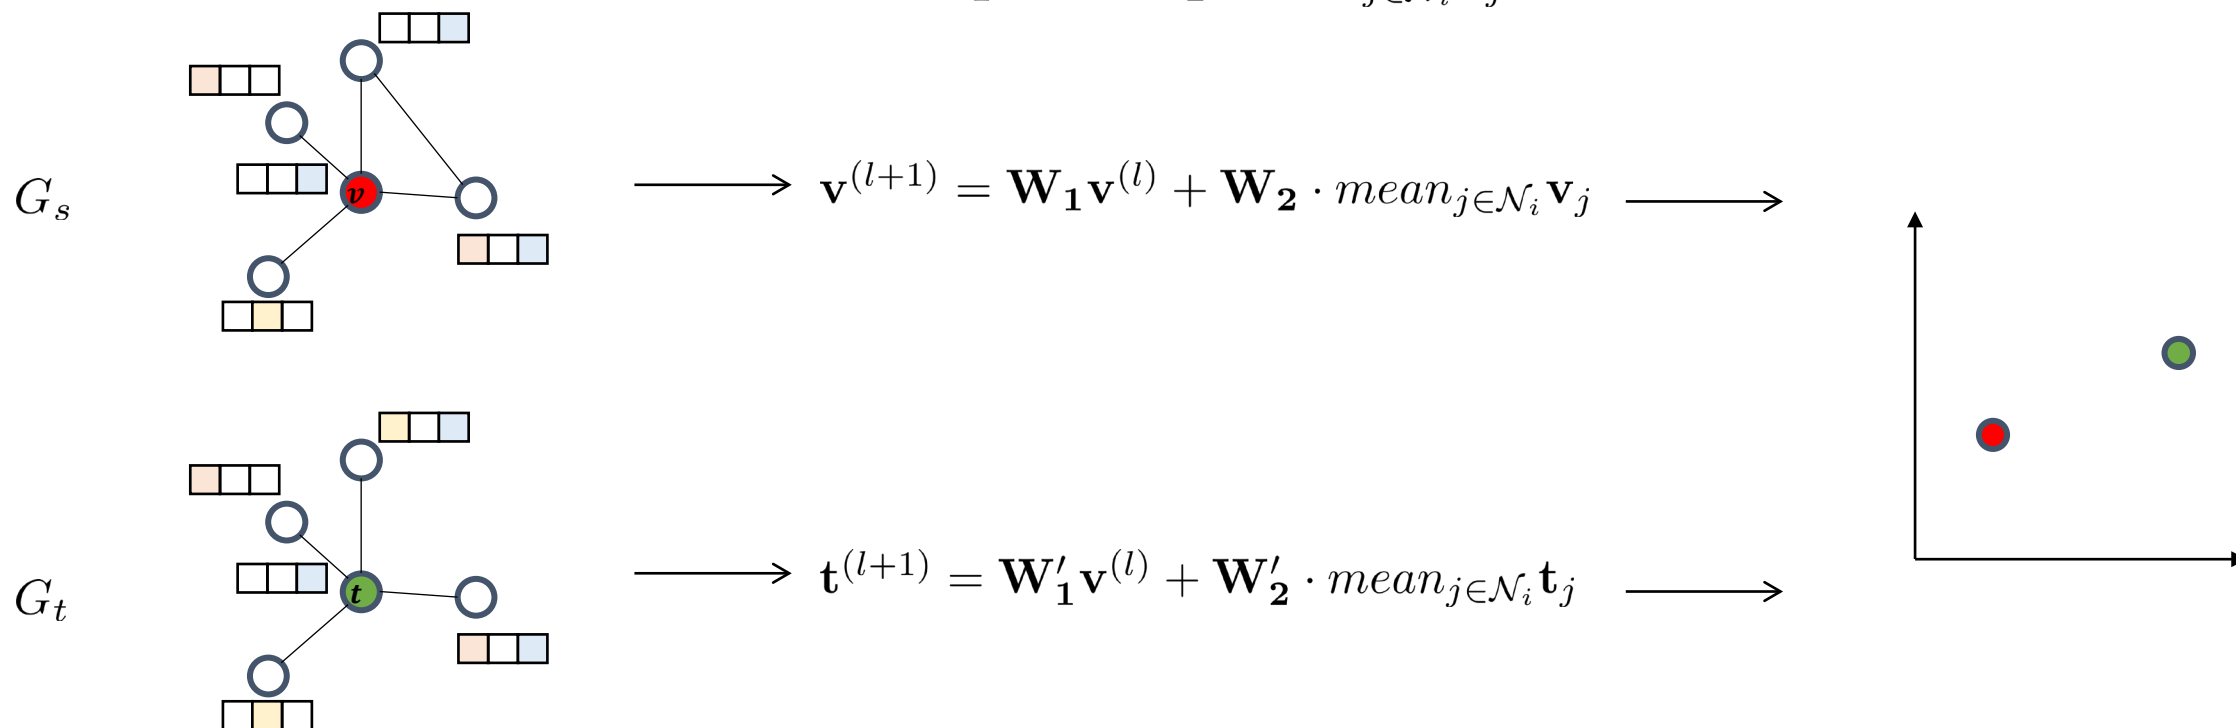 G_s
v
v^{(l+1)} = W_1 v^{(l)} + W_2 · mean_{j∈N_i} v_j
G_t
t
t^{(l+1)} = W'_1 v^{(l)} + W'_2 · mean_{j∈N_i} t_j